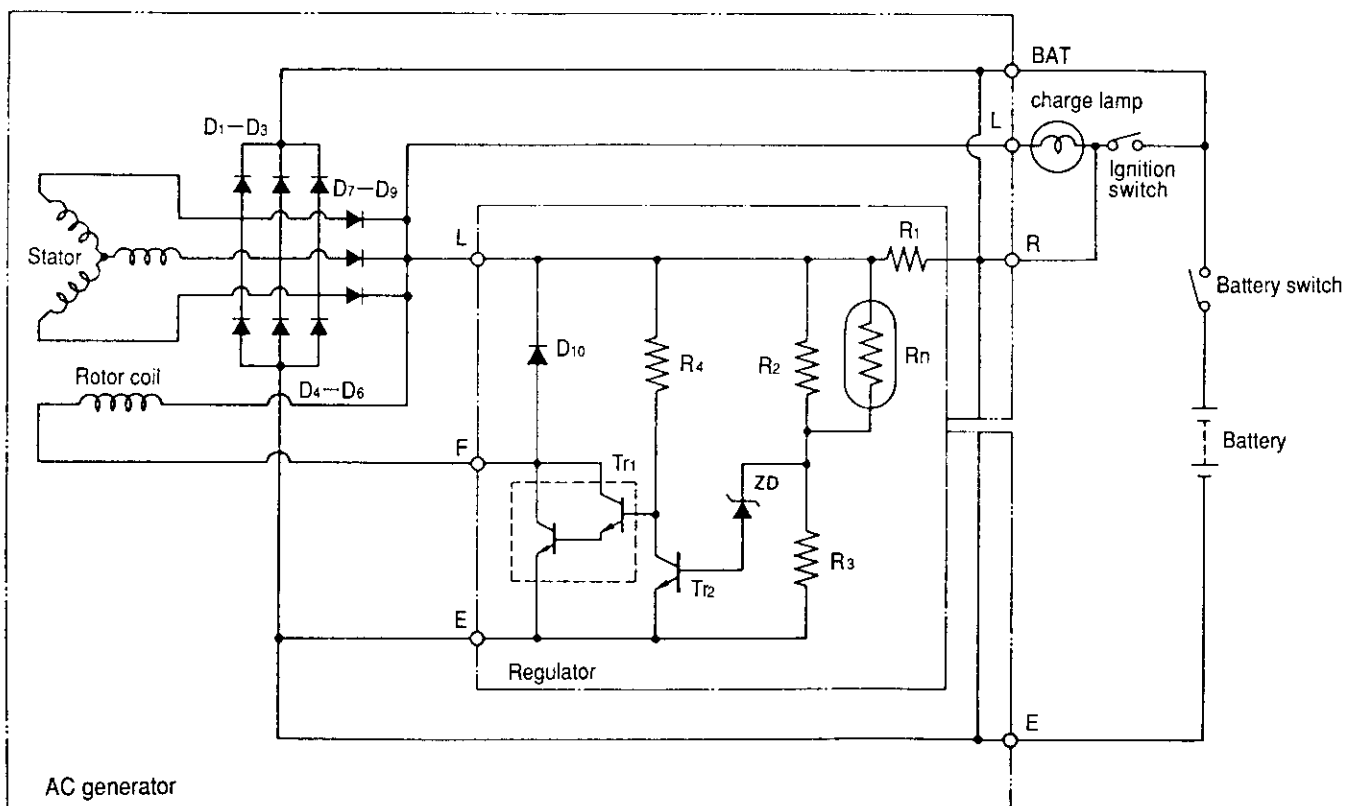 BAT
charge lamp
L
D1–D3
D7–D9
Ignition
switch
Stator
L
R1
R
Battery switch
D10
R4
R2
Rn
Rotor coil
D4–D6
Battery
F
Tr1
ZD
R3
Tr2
E
Regulator
E
AC generator